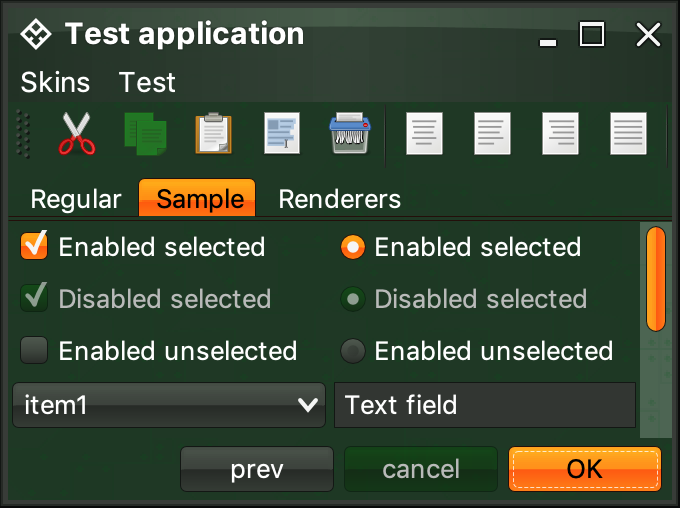 Test application
Skins Test
Regular Sample Renderers
Enabled selected Enabled selected
Disabled selected Disabled selected
Enabled unselected Enabled unselected
item1 Text field
prev cancel OK